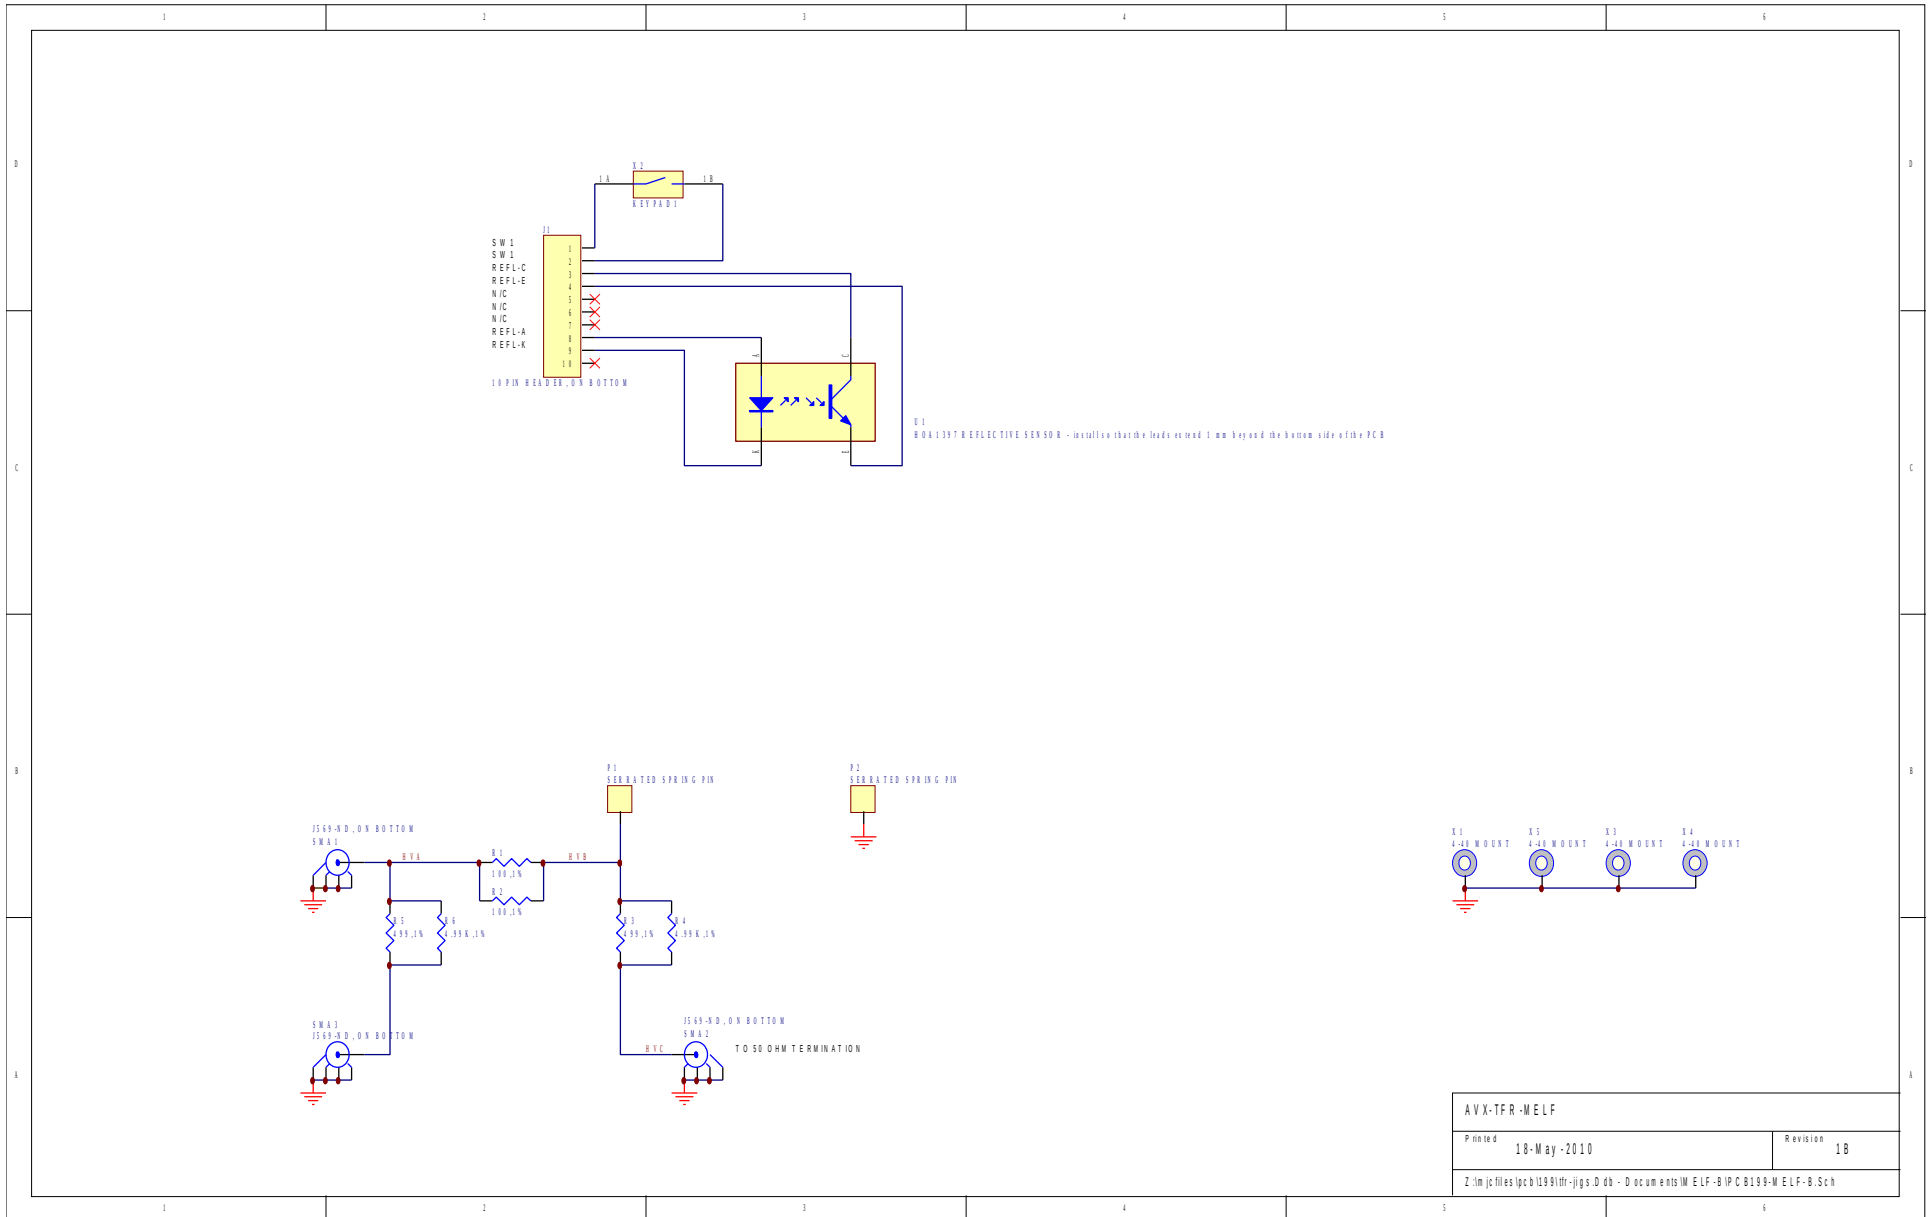 1 2 3 4 5 6
D D
X2
1A 1B
KEYPAD1
J1
SW1 1
SW1 2
REFL-C 3
REFL-E 4
N/C 5
N/C 6
N/C 7
REFL-A 8
REFL-K 9
10
A C
10 PIN HEADER, ON BOTTOM
U1
HOA1397 REFLECTIVE SENSOR - install so that the leads extend 1 mm beyond the bottom side of the PCB
K E
C C
P1
SERRATED SPRING PIN
P2
SERRATED SPRING PIN
B B
J569-ND, ON BOTTOM
SMA1
HVA
R1
100, 1%
HVB
R2
100, 1%
X1
4-40 MOUNT
X5
4-40 MOUNT
X3
4-40 MOUNT
X4
4-40 MOUNT
R5
499, 1%
R6
4.99K, 1%
R3
499, 1%
R4
4.99K, 1%
SMA3
J569-ND, ON BOTTOM
J569-ND, ON BOTTOM
SMA2
HVC
TO 50 OHM TERMINATION
A A
AVX-TFR-MELF
Printed 18-May-2010
Revision 1B
Z:\mjcfiles\pcb\199\tfr-jigs.Ddb - Documents\MELF-B\PCB199-MELF-B.Sch
1 2 3 4 5 6